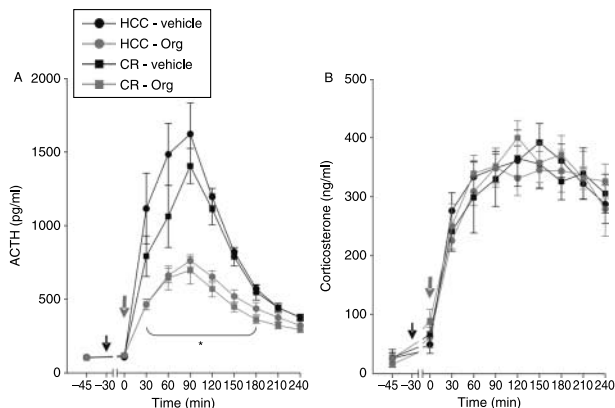 HCC - vehicle
HCC - Org
CR - vehicle
CR - Org
A
2000
1500
1000
500
0
ACTH (pg/ml)
−45 −30 0 30 60 90 120 150 180 210 240
Time (min)
*
B
500
400
300
200
100
0
Corticosterone (ng/ml)
−45 −30 0 30 60 90 120 150 180 210 240
Time (min)